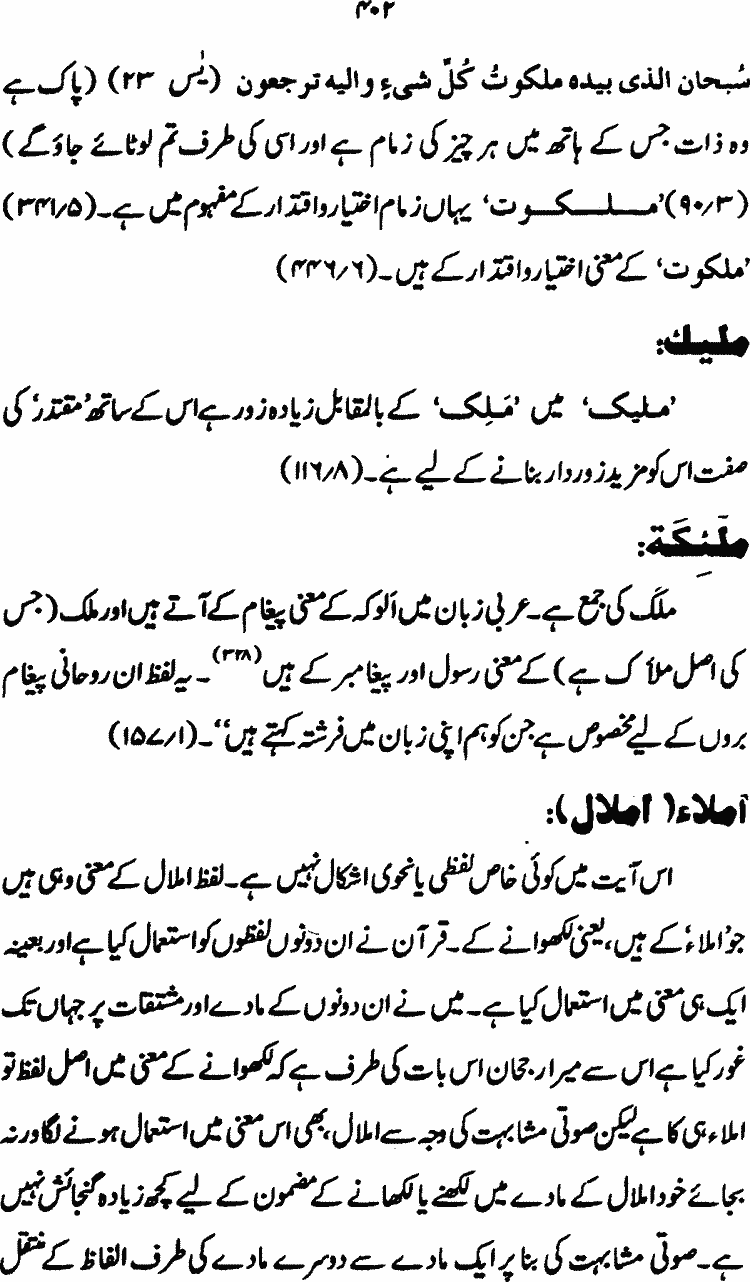 ۴۰۲
سُبحان الذی بیدہ ملکوتُ کُلِّ شیءٍ و الیه ترجعون (یٰس ۲۳) (پاک ہے
وہ ذات جس کے ہاتھ میں ہر چیز کی زمام ہے اور اسی کی طرف تم لوٹائے جاؤ گے)
(۹۰/۳) ’ملکوت‘ یہاں زمام اختیار واقتدار کے مفہوم میں ہے۔ (۳۴۱/۵)
’ملکوت‘ کے معنی اختیار و اقتدار کے ہیں۔ (۴۴۶/۶)
ملیك:
’ملیک‘ میں ’مَلِک‘ کے بالمقابل زیادہ زور ہے اس کے ساتھ ’مقتدر‘ کی
صفت اس کو مزید زور دار بنانے کے لیے ہے۔ (۱۱۶/۸)
ملٰٓئِکَة:
ملَک کی جمع ہے۔ عربی زبان میں اَلوکہ کے معنی پیغام کے آتے ہیں اور ملک (جس
کی اصل ملأک ہے) کے معنی رسول اور پیغامبر کے ہیں (۳۲۸)۔ یہ لفظ ان روحانی پیغام
بروں کے لیے مخصوص ہے جن کو ہم اپنی زبان میں فرشتہ کہتے ہیں‘‘۔ (۱۵۷/۱)
املاء( املال):
اس آیت میں کوئی خاص لفظی یا نحوی اشکال نہیں ہے۔ لفظ املال کے معنی وہی ہیں
جو ’املاء‘ کے ہیں، یعنی لکھوانے کے۔ قرآن نے ان دونوں لفظوں کو استعمال کیا ہے اور بعینہ
ایک ہی معنی میں استعمال کیا ہے۔ میں نے ان دونوں کے مادے اور مشتقات پر جہاں تک
غور کیا ہے اس سے میرا رجحان اس بات کی طرف ہے کہ لکھوانے کے معنی میں اصل لفظ تو
املاء ہی کا ہے لیکن صوتی مشابہت کی وجہ سے املال، بھی اس معنی میں استعمال ہونے لگا ورنہ
بجائے خود املال کے مادے میں لکھنے یا لکھانے کے مضمون کے لیے کچھ زیادہ گنجائش نہیں
ہے۔ صوتی مشابہت کی بنا پر ایک مادے سے دوسرے مادے کی طرف الفاظ کے منتقل